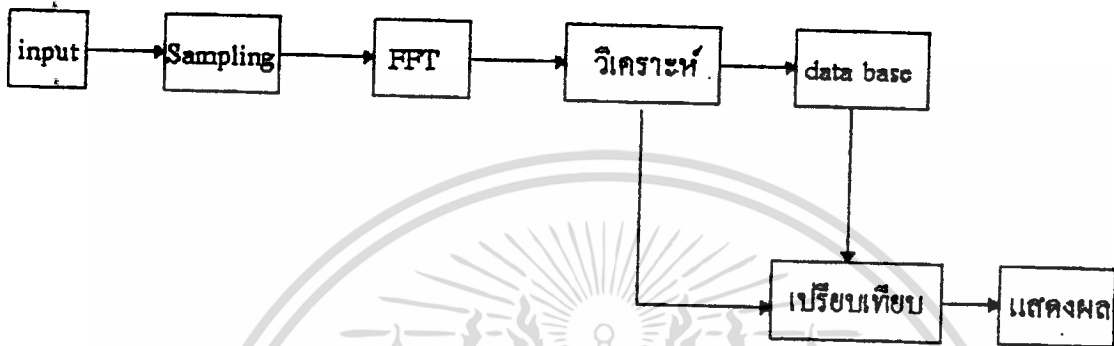 input
Sampling
FFT
วิเคราะห์
data base
เปรียบเทียบ
แสดงผล